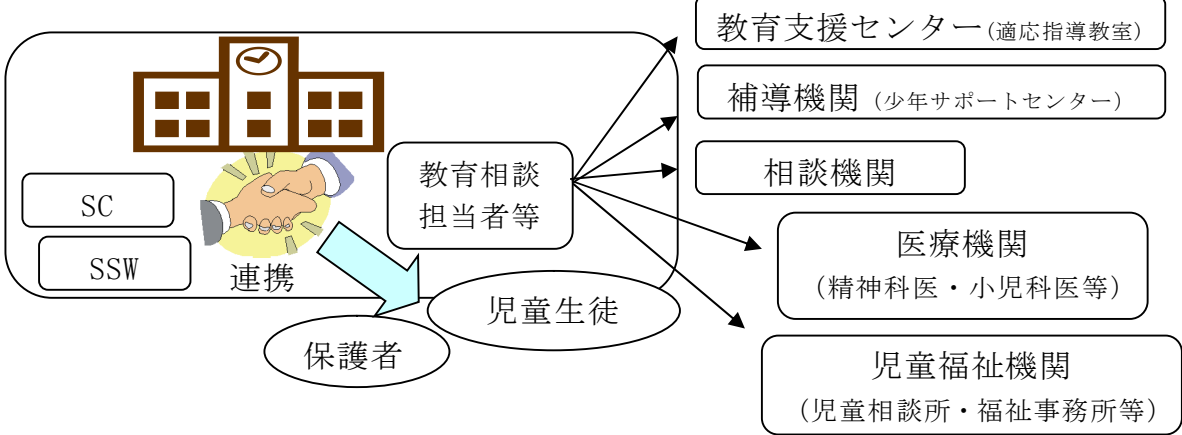 SC
SSW
連携
教育相談
担当者等
児童生徒
保護者
教育支援センター(適応指導教室)
補導機関（少年サポートセンター）
相談機関
医療機関
（精神科医・小児科医等）
児童福祉機関
（児童相談所・福祉事務所等）